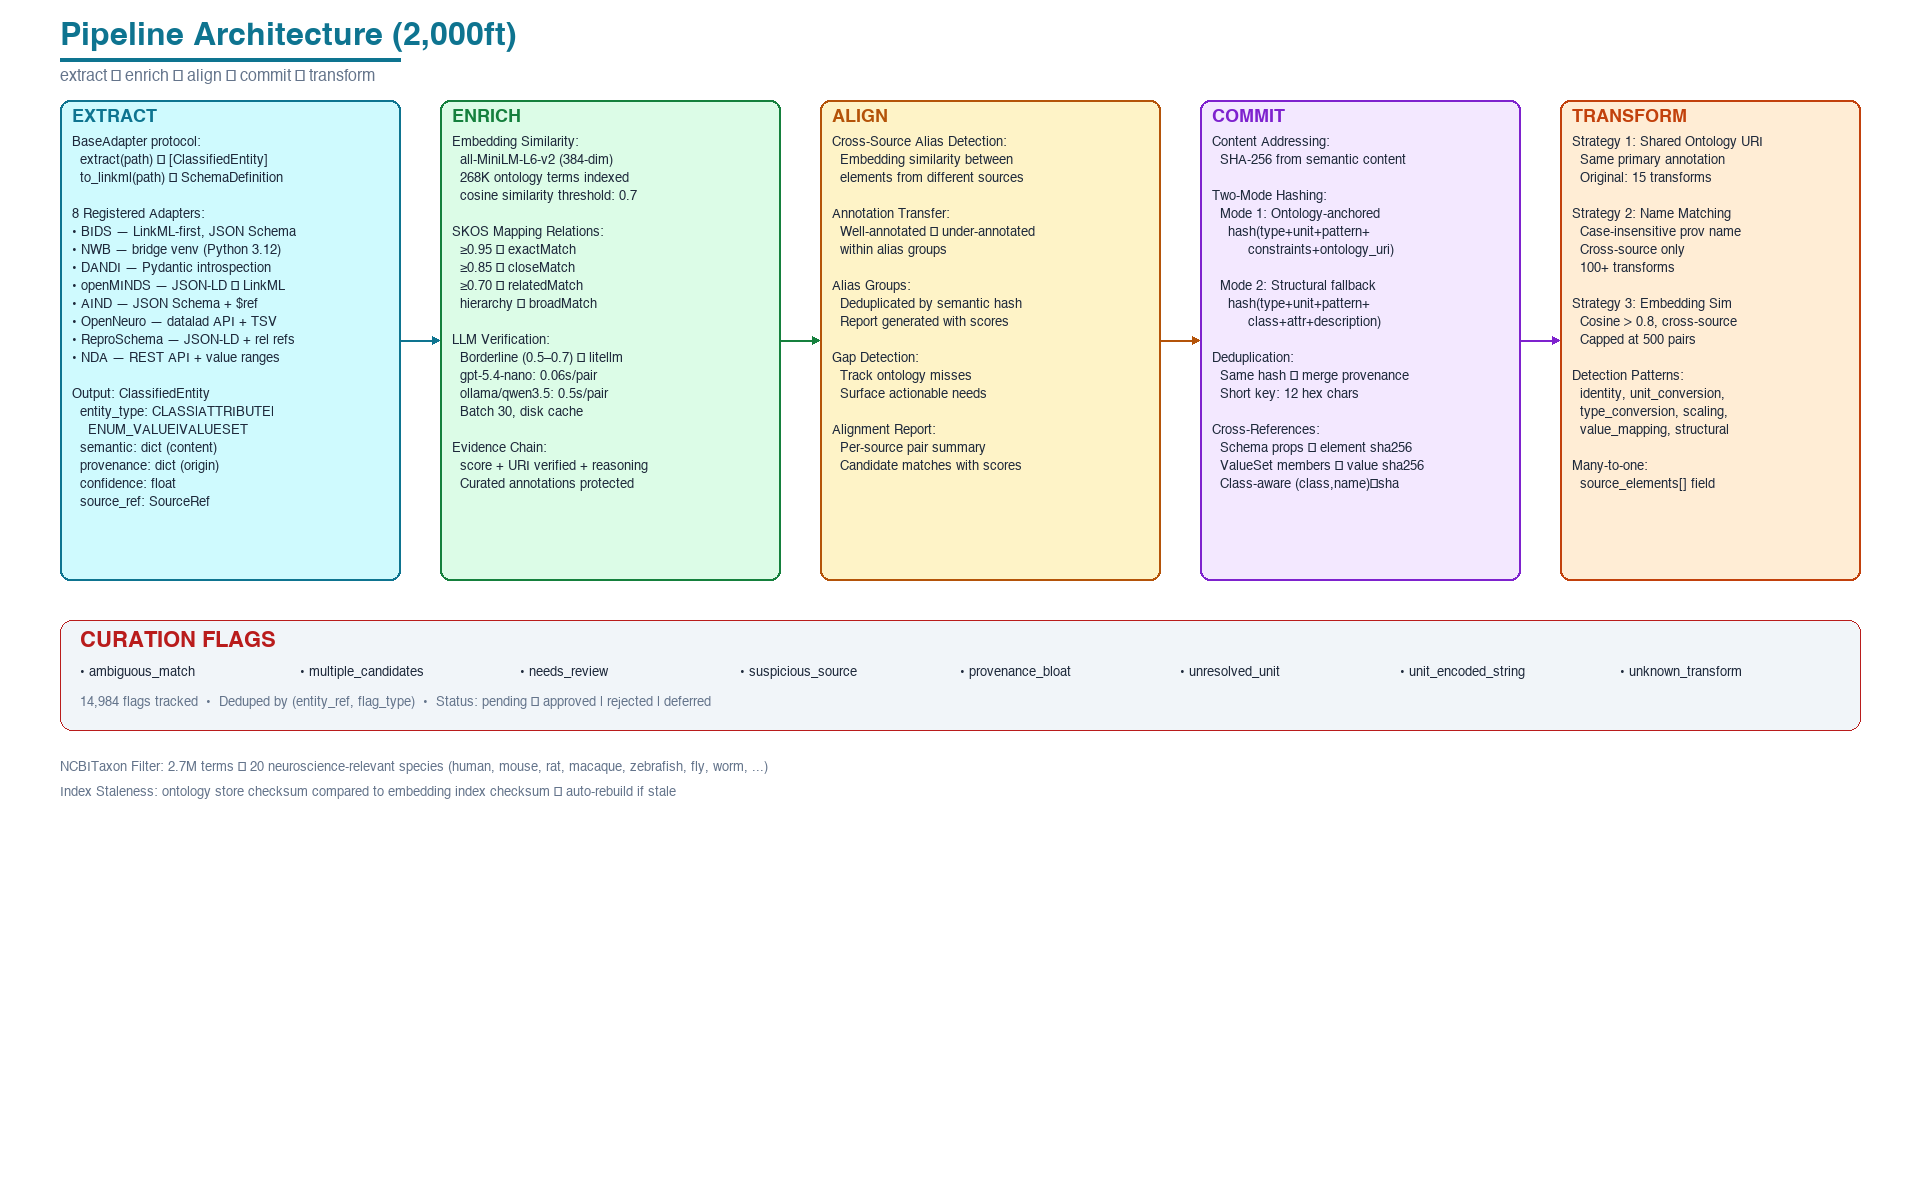 Pipeline Architecture (2,000ft)
extract □ enrich □ align □ commit □ transform
EXTRACT
BaseAdapter protocol:
extract(path) □ [ClassifiedEntity]
to_linkml(path) □ SchemaDefinition
8 Registered Adapters:
• BIDS — LinkML-first, JSON Schema
• NWB — bridge venv (Python 3.12)
• DANDI — Pydantic introspection
• openMINDS — JSON-LD □ LinkML
• AIND — JSON Schema + $ref
• OpenNeuro — datalad API + TSV
• ReproSchema — JSON-LD + rel refs
• NDA — REST API + value ranges
Output: ClassifiedEntity
entity_type: CLASS|ATTRIBUTE|
ENUM_VALUE|VALUESET
semantic: dict (content)
provenance: dict (origin)
confidence: float
source_ref: SourceRef
ENRICH
Embedding Similarity:
all-MiniLM-L6-v2 (384-dim)
268K ontology terms indexed
cosine similarity threshold: 0.7
SKOS Mapping Relations:
≥0.95 □ exactMatch
≥0.85 □ closeMatch
≥0.70 □ relatedMatch
hierarchy □ broadMatch
LLM Verification:
Borderline (0.5–0.7) □ litellm
gpt-5.4-nano: 0.06s/pair
ollama/qwen3.5: 0.5s/pair
Batch 30, disk cache
Evidence Chain:
score + URI verified + reasoning
Curated annotations protected
ALIGN
Cross-Source Alias Detection:
Embedding similarity between
elements from different sources
Annotation Transfer:
Well-annotated □ under-annotated
within alias groups
Alias Groups:
Deduplicated by semantic hash
Report generated with scores
Gap Detection:
Track ontology misses
Surface actionable needs
Alignment Report:
Per-source pair summary
Candidate matches with scores
COMMIT
Content Addressing:
SHA-256 from semantic content
Two-Mode Hashing:
Mode 1: Ontology-anchored
hash(type+unit+pattern+
constraints+ontology_uri)
Mode 2: Structural fallback
hash(type+unit+pattern+
class+attr+description)
Deduplication:
Same hash □ merge provenance
Short key: 12 hex chars
Cross-References:
Schema props □ element sha256
ValueSet members □ value sha256
Class-aware (class,name)□sha
TRANSFORM
Strategy 1: Shared Ontology URI
Same primary annotation
Original: 15 transforms
Strategy 2: Name Matching
Case-insensitive prov name
Cross-source only
100+ transforms
Strategy 3: Embedding Sim
Cosine > 0.8, cross-source
Capped at 500 pairs
Detection Patterns:
identity, unit_conversion,
type_conversion, scaling,
value_mapping, structural
Many-to-one:
source_elements[] field
CURATION FLAGS
• ambiguous_match • multiple_candidates • needs_review • suspicious_source • provenance_bloat • unresolved_unit • unit_encoded_string • unknown_transform
14,984 flags tracked • Deduped by (entity_ref, flag_type) • Status: pending □ approved | rejected | deferred
NCBITaxon Filter: 2.7M terms □ 20 neuroscience-relevant species (human, mouse, rat, macaque, zebrafish, fly, worm, ...)
Index Staleness: ontology store checksum compared to embedding index checksum □ auto-rebuild if stale